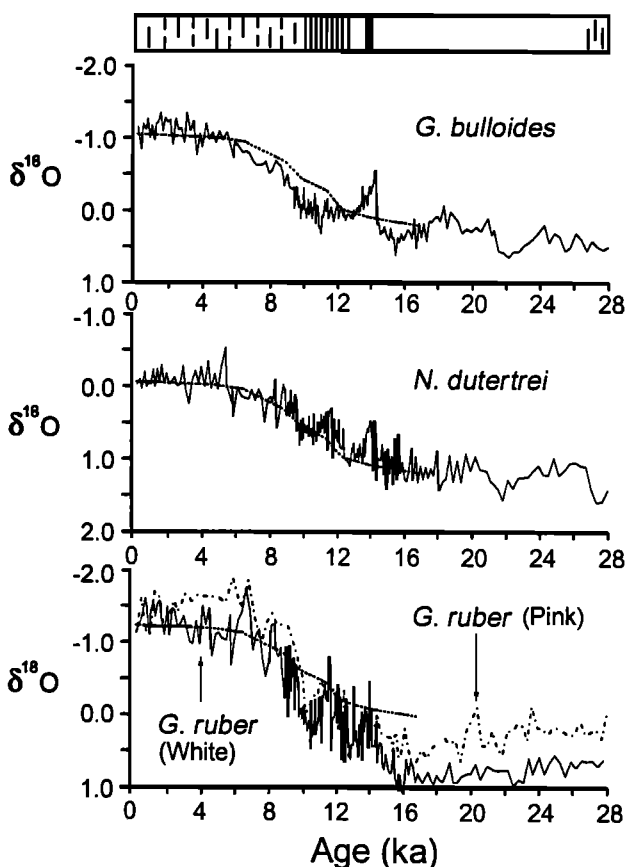 -2.0
-1.0
δ¹⁸O
0.0
1.0
G. bulloides
0 4 8 12 16 20 24 28
-1.0
0.0
δ¹⁸O
1.0
2.0
N. dutertrei
0 4 8 12 16 20 24 28
-2.0
-1.0
δ¹⁸O
0.0
1.0
G. ruber (Pink)
G. ruber
(White)
0 4 8 12 16 20 24 28
Age (ka)